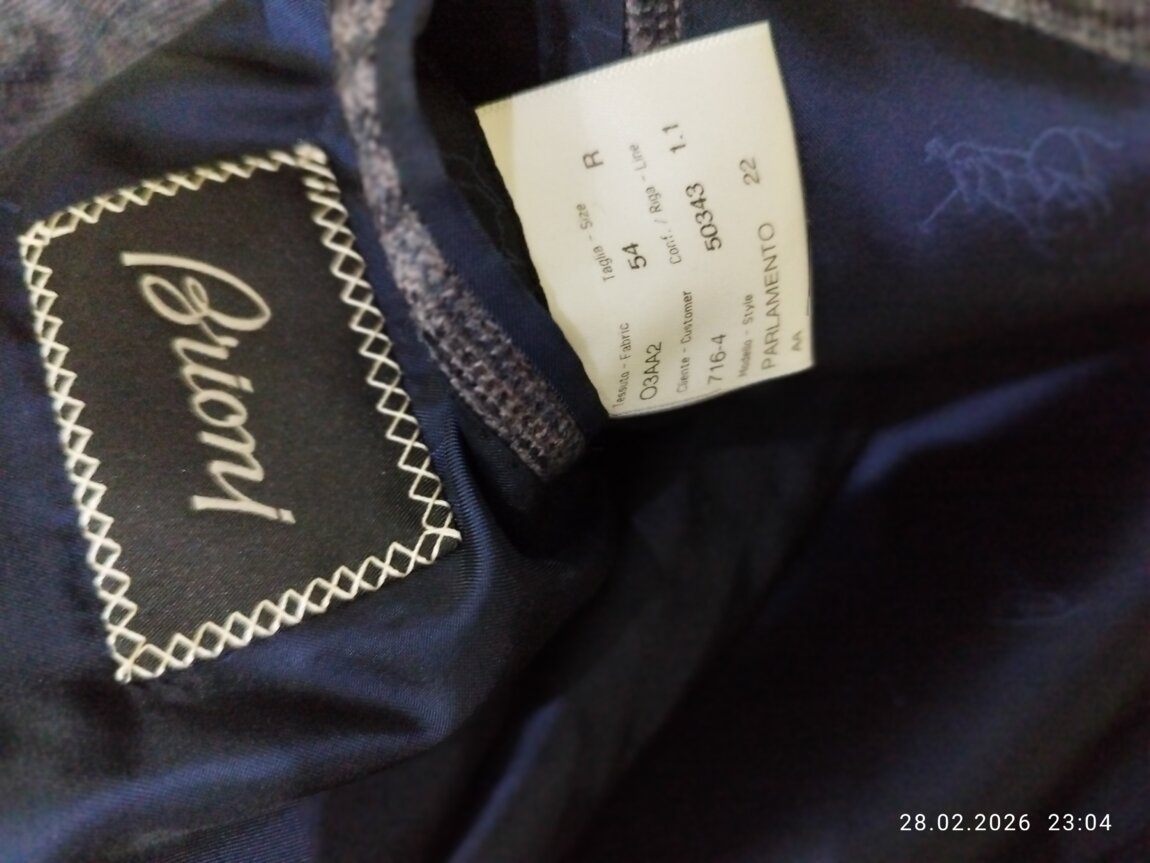 Brioni
Tessuto - Fabric Taglia - Size
O3AA2 54 R
Cliente - Customer Conf. / Riga - Line
716-4 50343 1.1
Modello - Style
PARLAMENTO 22
AA
28.02.2026 23:04